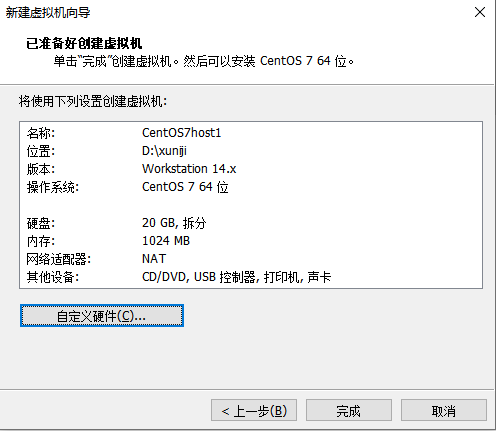 新建虚拟机向导
已准备好创建虚拟机
单击“完成”创建虚拟机。然后可以安装 CentOS 7 64 位。
将使用下列设置创建虚拟机:
名称: CentOS7host1
位置: D:\xuniji
版本: Workstation 14.x
操作系统: CentOS 7 64 位
硬盘: 20 GB, 拆分
内存: 1024 MB
网络适配器: NAT
其他设备: CD/DVD, USB 控制器, 打印机, 声卡
自定义硬件(C)...
< 上一步(B) 完成 取消